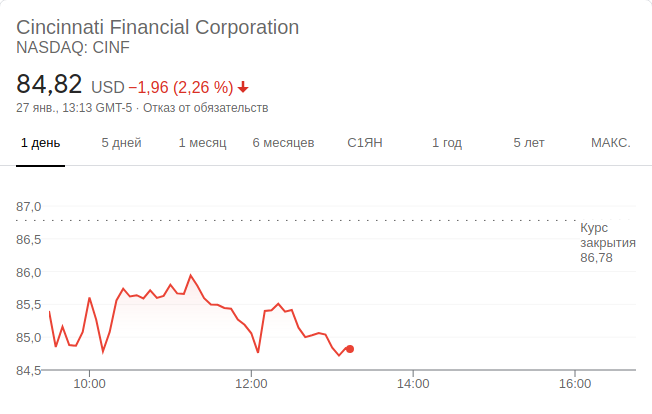 Cincinnati Financial Corporation
NASDAQ: CINF
84,82 USD −1,96 (2,26 %)
27 янв., 13:13 GMT-5 · Отказ от обязательств
1 день 5 дней 1 месяц 6 месяцев С1ЯН 1 год 5 лет МАКС.
87,0
Курс
закрытия
86,78
86,5
86,0
85,5
85,0
84,5
10:00 12:00 14:00 16:00